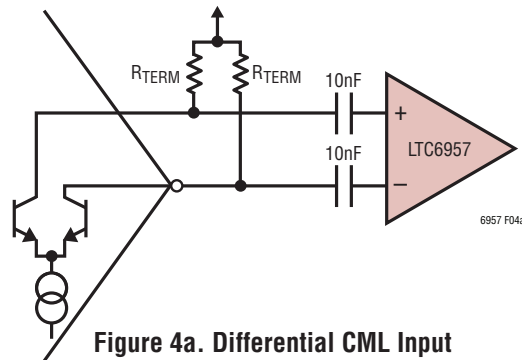 RTERM
RTERM
10nF
10nF
+
LTC6957
−
6957 F04a
Figure 4a. Differential CML Input